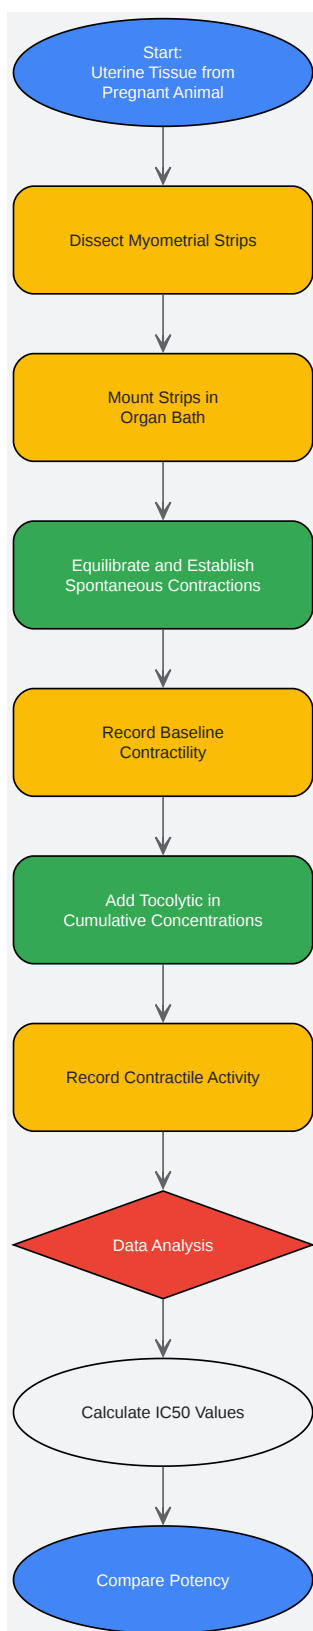 Start:
Uterine Tissue from
Pregnant Animal
Dissect Myometrial Strips
Mount Strips in
Organ Bath
Equilibrate and Establish
Spontaneous Contractions
Record Baseline
Contractility
Add Tocolytic in
Cumulative Concentrations
Record Contractile Activity
Data Analysis
Calculate IC50 Values
Compare Potency